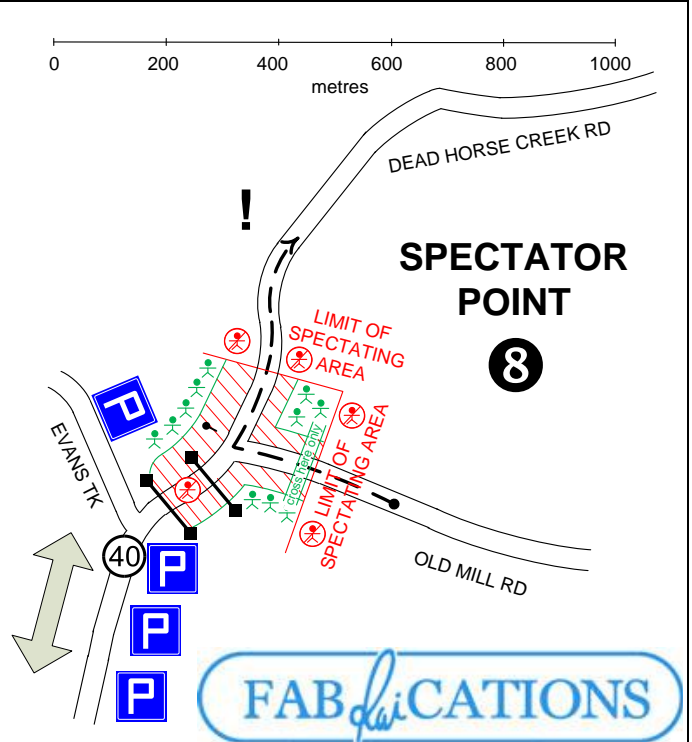 0 200 400 600 800 1000
metres
DEAD HORSE CREEK RD
!
SPECTATOR
POINT
8
LIMIT OF
SPECTATING
AREA
P
EVANS TK
cross here only
LIMIT OF
SPECTATING AREA
40
P
OLD MILL RD
P
P
FAB dai CATIONS